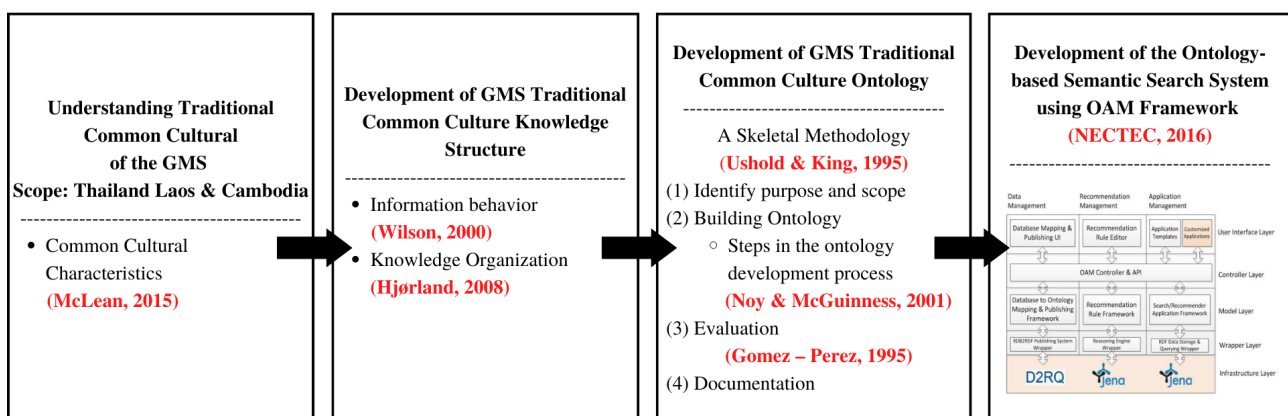 Understanding Traditional
Common Cultural
of the GMS
Scope: Thailand Laos & Cambodia
• Common Cultural
Characteristics
(McLean, 2015)
Development of GMS Traditional
Common Culture Knowledge
Structure
• Information behavior
(Wilson, 2000)
• Knowledge Organization
(Hjørland, 2008)
Development of GMS Traditional
Common Culture Ontology
A Skeletal Methodology
(Ushold & King, 1995)
(1) Identify purpose and scope
(2) Building Ontology
○ Steps in the ontology
development process
(Noy & McGuinness, 2001)
(3) Evaluation
(Gomez – Perez, 1995)
(4) Documentation
Development of the Ontology-
based Semantic Search System
using OAM Framework
(NECTEC, 2016)
Data
Management
Recommendation
Management
Application
Management
Database Mapping &
Publishing UI
Recommendation
Rule Editor
Application
Templates
Customized
Applications
User Interface Layer
OAM Controller & API
Controller Layer
Database to Ontology
Mapping & Publishing
Framework
Recommendation
Rule Framework
Search/Recommender
Application Framework
Model Layer
RDB2RDF Publishing System
Wrapper
Reasoning Engine
Wrapper
RDF Data Storage &
Querying Wrapper
Wrapper Layer
D2RQ
jena
jena
Infrastructure Layer